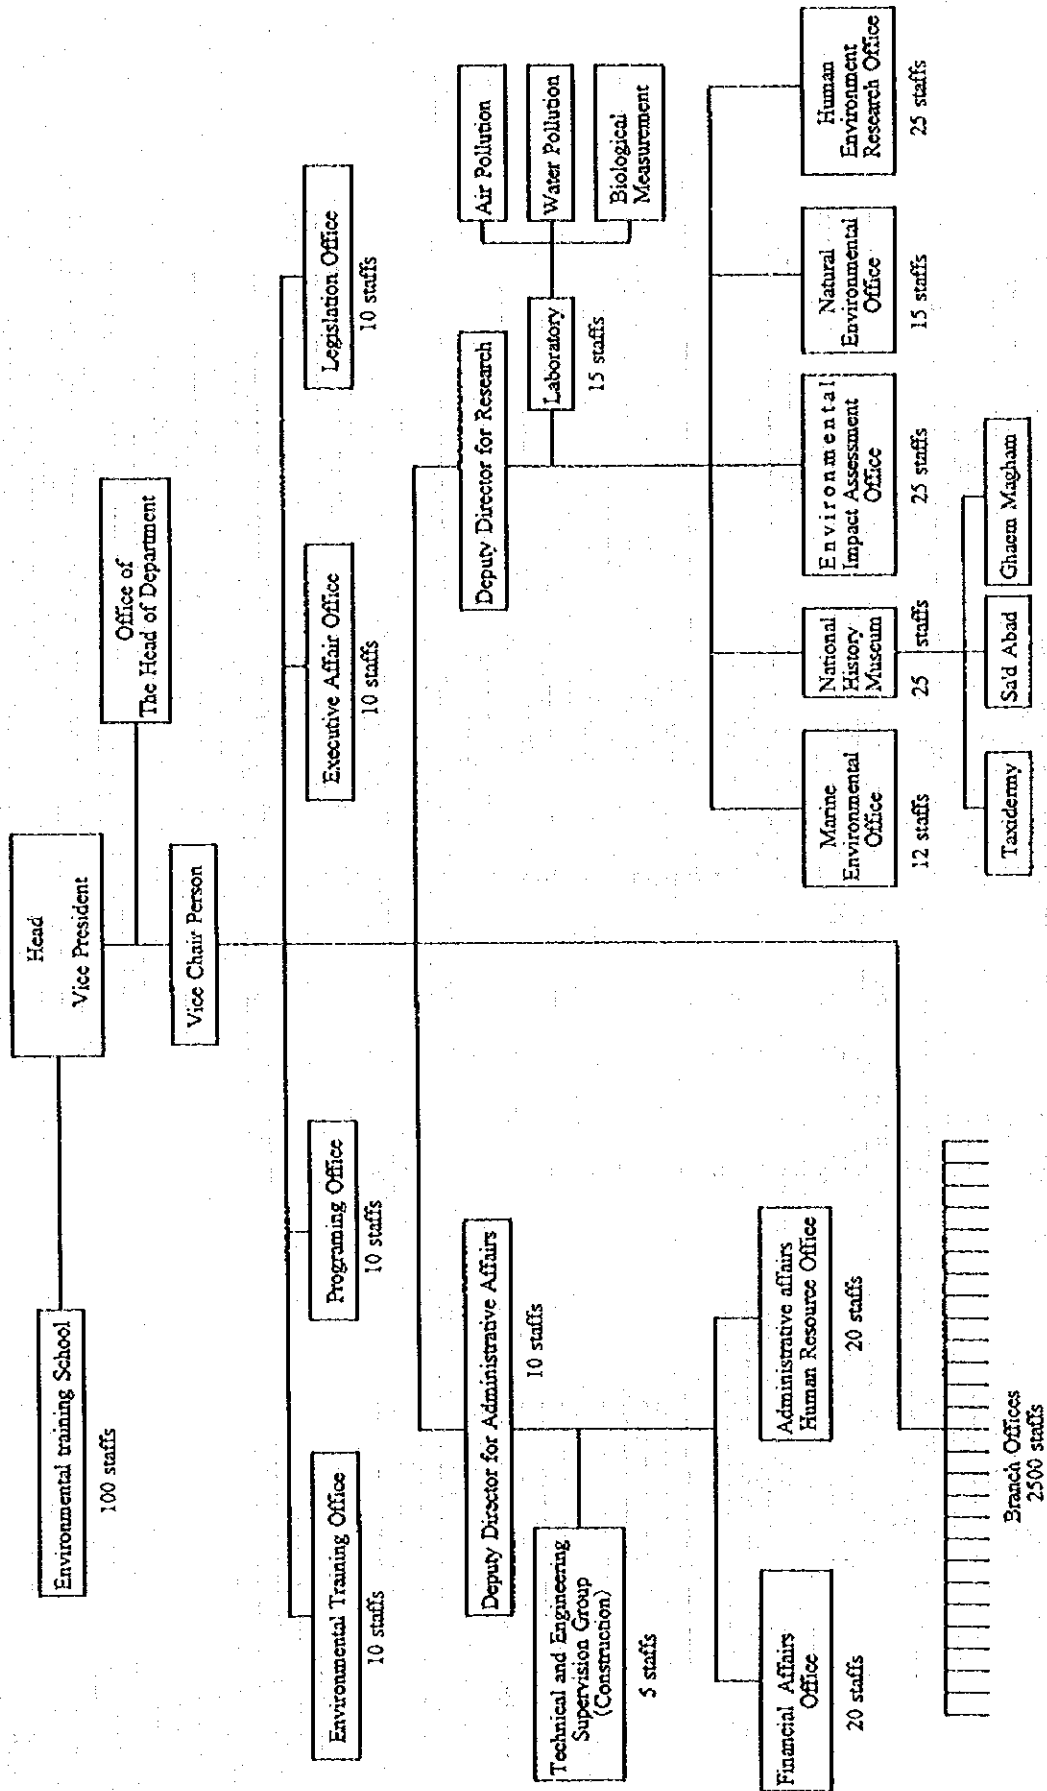 Head
Vice President
Office of
The Head of Department
Environmental training School
100 staffs
Vice Chair Person
Environmental Training Office
10 staffs
Programing Office
10 staffs
Executive Affair Office
10 staffs
Legislation Office
10 staffs
Deputy Director for Administrative Affairs
10 staffs
Technical and Engineering
Supervision Group
(Construction)
5 staffs
Financial Affairs
Office
20 staffs
Administrative affairs
Human Resource Office
20 staffs
Deputy Director for Research
Laboratory
15 staffs
Air Pollution
Water Pollution
Biological
Measurement
Marine
Environmental
Office
12 staffs
National
History
Museum
25 staffs
Environmental
Impact Assessment
Office
25 staffs
Natural
Environmental
Office
15 staffs
Human
Environment
Research Office
25 staffs
Taxidermy
Sa'd Abad
Ghaem Magham
Branch Offices
2500 staffs